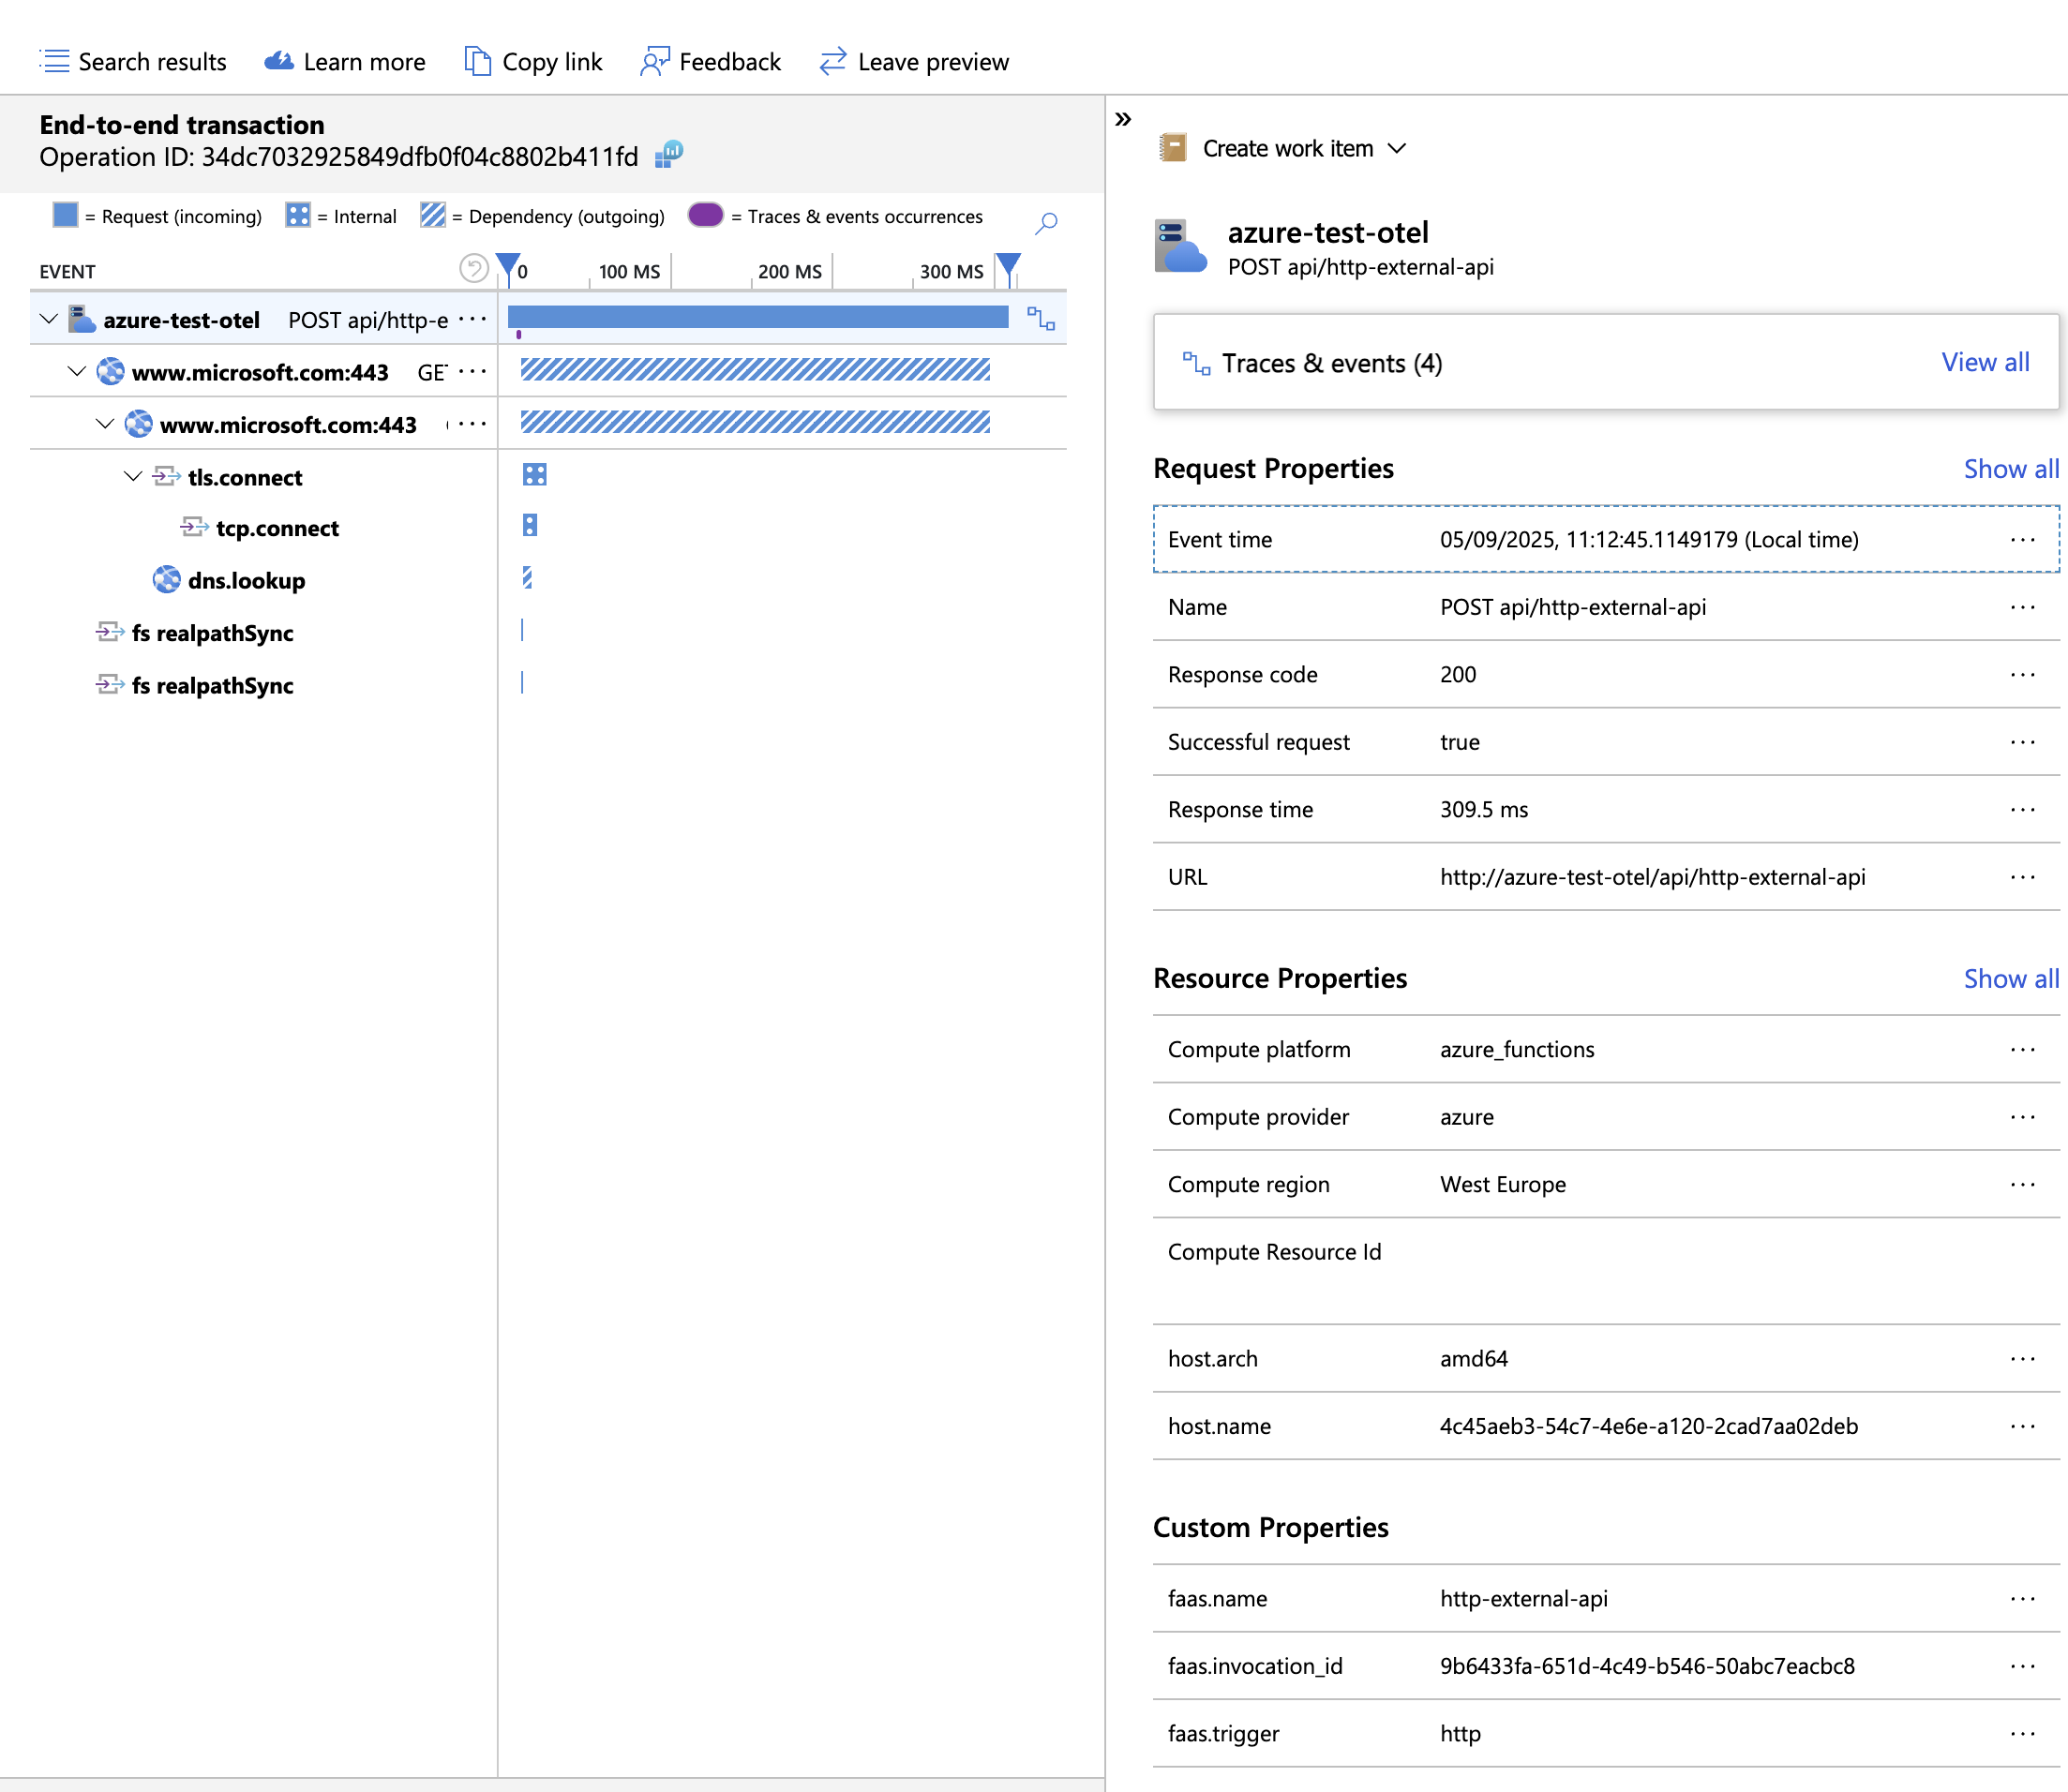 Search results Learn more Copy link Feedback Leave preview
End-to-end transaction
Operation ID: 34dc7032925849dfb0f04c8802b411fd
= Request (incoming) = Internal = Dependency (outgoing) = Traces & events occurrences
EVENT 0 100 MS 200 MS 300 MS
azure-test-otel POST api/http-e ···
www.microsoft.com:443 GET ···
www.microsoft.com:443 ···
tls.connect
tcp.connect
dns.lookup
fs realpathSync
fs realpathSync
»
Create work item
azure-test-otel
POST api/http-external-api
Traces & events (4) View all
Request Properties Show all
Event time 05/09/2025, 11:12:45.1149179 (Local time) ···
Name POST api/http-external-api ···
Response code 200 ···
Successful request true ···
Response time 309.5 ms ···
URL http://azure-test-otel/api/http-external-api ···
Resource Properties Show all
Compute platform azure_functions ···
Compute provider azure ···
Compute region West Europe ···
Compute Resource Id
host.arch amd64 ···
host.name 4c45aeb3-54c7-4e6e-a120-2cad7aa02deb ···
Custom Properties
faas.name http-external-api ···
faas.invocation_id 9b6433fa-651d-4c49-b546-50abc7eacbc8 ···
faas.trigger http ···